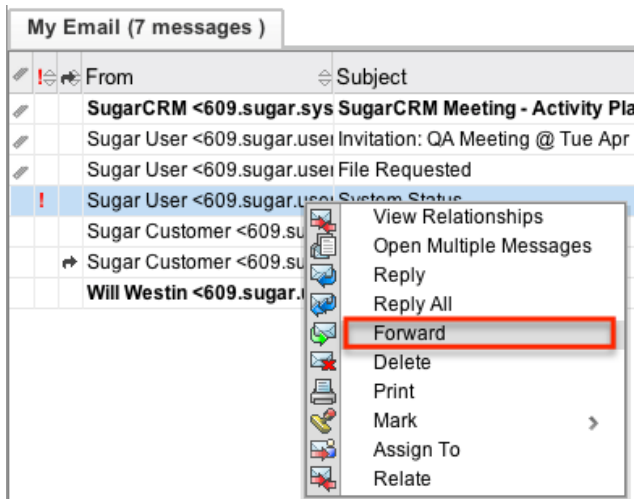 My Email (7 messages )
! From Subject
SugarCRM <609.sugar.sys SugarCRM Meeting - Activity Pla
Sugar User <609.sugar.user Invitation: QA Meeting @ Tue Apr
Sugar User <609.sugar.user File Requested
! Sugar User <609.sugar.user System Status
Sugar Customer <609.su
Sugar Customer <609.su
Will Westin <609.sugar.
View Relationships
Open Multiple Messages
Reply
Reply All
Forward
Delete
Print
Mark >
Assign To
Relate